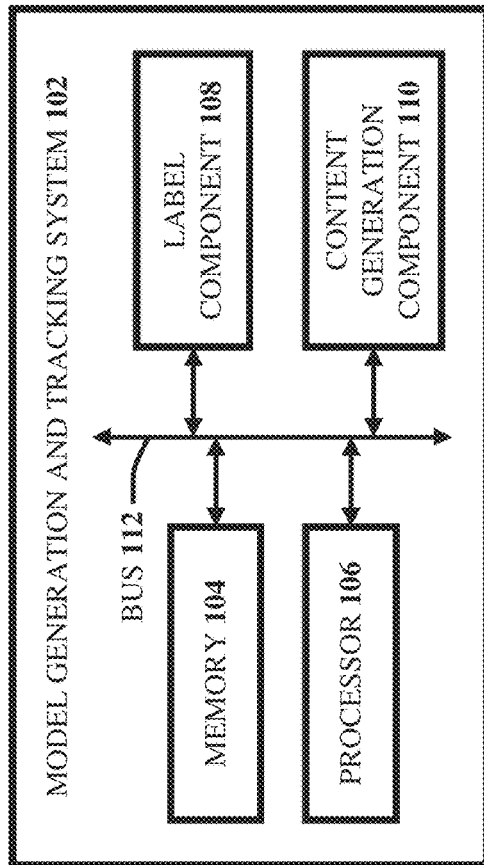 MODEL GENERATION AND TRACKING SYSTEM 102
BUS 112
MEMORY 104
PROCESSOR 106
LABEL
COMPONENT 108
CONTENT
GENERATION
COMPONENT 110